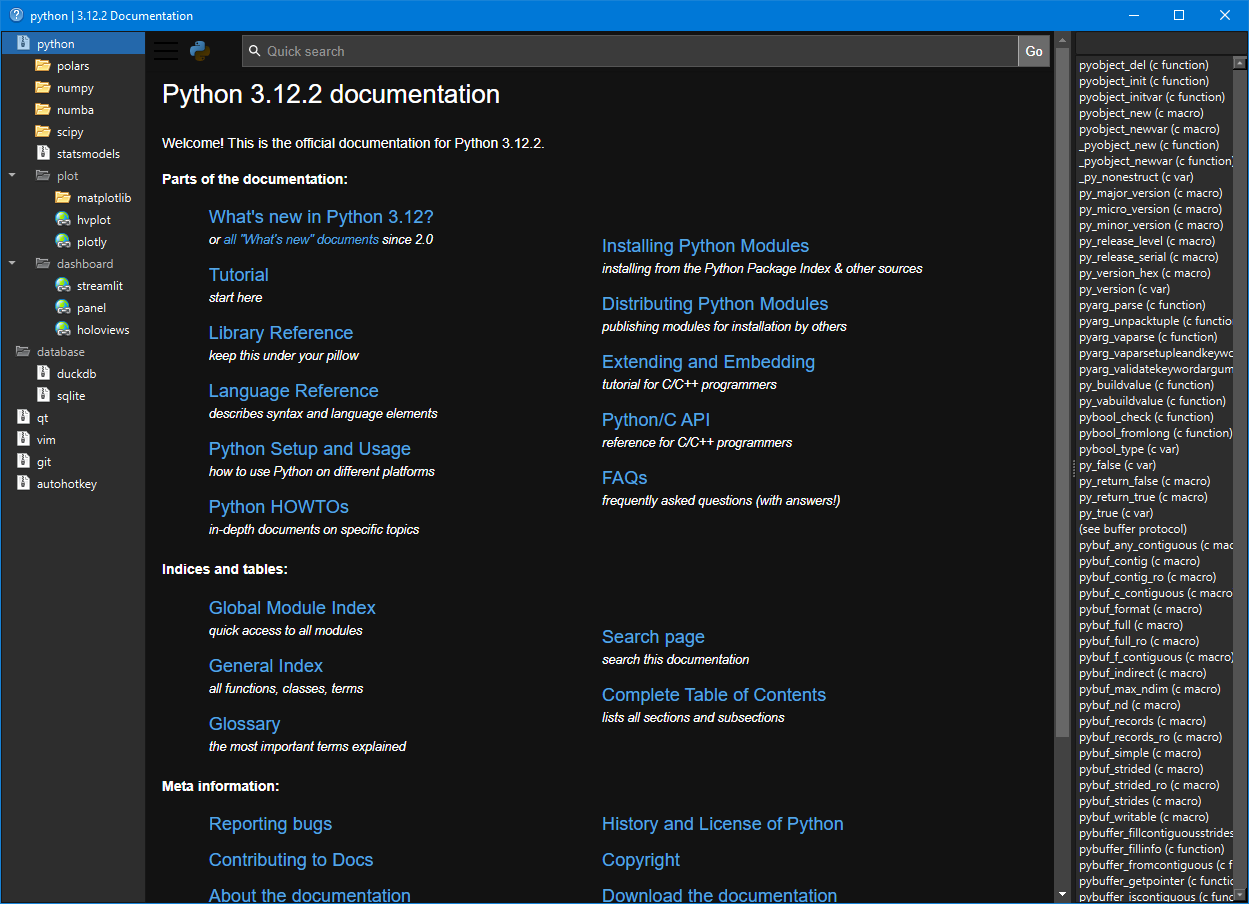 python | 3.12.2 Documentation
python
polars
numpy
numba
scipy
statsmodels
plot
matplotlib
hvplot
plotly
dashboard
streamlit
panel
holoviews
database
duckdb
sqlite
qt
vim
git
autohotkey
Quick search
Go
Python 3.12.2 documentation
Welcome! This is the official documentation for Python 3.12.2.
Parts of the documentation:
What's new in Python 3.12?
or all "What's new" documents since 2.0
Tutorial
start here
Library Reference
keep this under your pillow
Language Reference
describes syntax and language elements
Python Setup and Usage
how to use Python on different platforms
Python HOWTOs
in-depth documents on specific topics
Installing Python Modules
installing from the Python Package Index & other sources
Distributing Python Modules
publishing modules for installation by others
Extending and Embedding
tutorial for C/C++ programmers
Python/C API
reference for C/C++ programmers
FAQs
frequently asked questions (with answers!)
Indices and tables:
Global Module Index
quick access to all modules
General Index
all functions, classes, terms
Glossary
the most important terms explained
Search page
search this documentation
Complete Table of Contents
lists all sections and subsections
Meta information:
Reporting bugs
Contributing to Docs
About the documentation
History and License of Python
Copyright
Download the documentation
pyobject_del (c function)
pyobject_init (c function)
pyobject_initvar (c function)
pyobject_new (c macro)
pyobject_newvar (c macro)
_pyobject_new (c function)
_pyobject_newvar (c function)
_py_nonestruct (c var)
py_major_version (c macro)
py_micro_version (c macro)
py_minor_version (c macro)
py_release_level (c macro)
py_release_serial (c macro)
py_version_hex (c macro)
py_version (c var)
pyarg_parse (c function)
pyarg_unpacktuple (c functio
pyarg_vaparse (c function)
pyarg_vaparsetupleandkeywo
pyarg_validatekeywordargum
py_buildvalue (c function)
py_vabuildvalue (c function)
pybool_check (c function)
pybool_fromlong (c function)
pybool_type (c var)
py_false (c var)
py_return_false (c macro)
py_return_true (c macro)
py_true (c var)
(see buffer protocol)
pybuf_any_contiguous (c mac
pybuf_contig (c macro)
pybuf_contig_ro (c macro)
pybuf_c_contiguous (c macro
pybuf_format (c macro)
pybuf_full (c macro)
pybuf_full_ro (c macro)
pybuf_f_contiguous (c macro)
pybuf_indirect (c macro)
pybuf_max_ndim (c macro)
pybuf_nd (c macro)
pybuf_records (c macro)
pybuf_records_ro (c macro)
pybuf_simple (c macro)
pybuf_strided (c macro)
pybuf_strided_ro (c macro)
pybuf_strides (c macro)
pybuf_writable (c macro)
pybuffer_fillcontiguousstrides
pybuffer_fillinfo (c function)
pybuffer_fromcontiguous (c f
pybuffer_getpointer (c functio
pybuffer_iscontiguous (c func